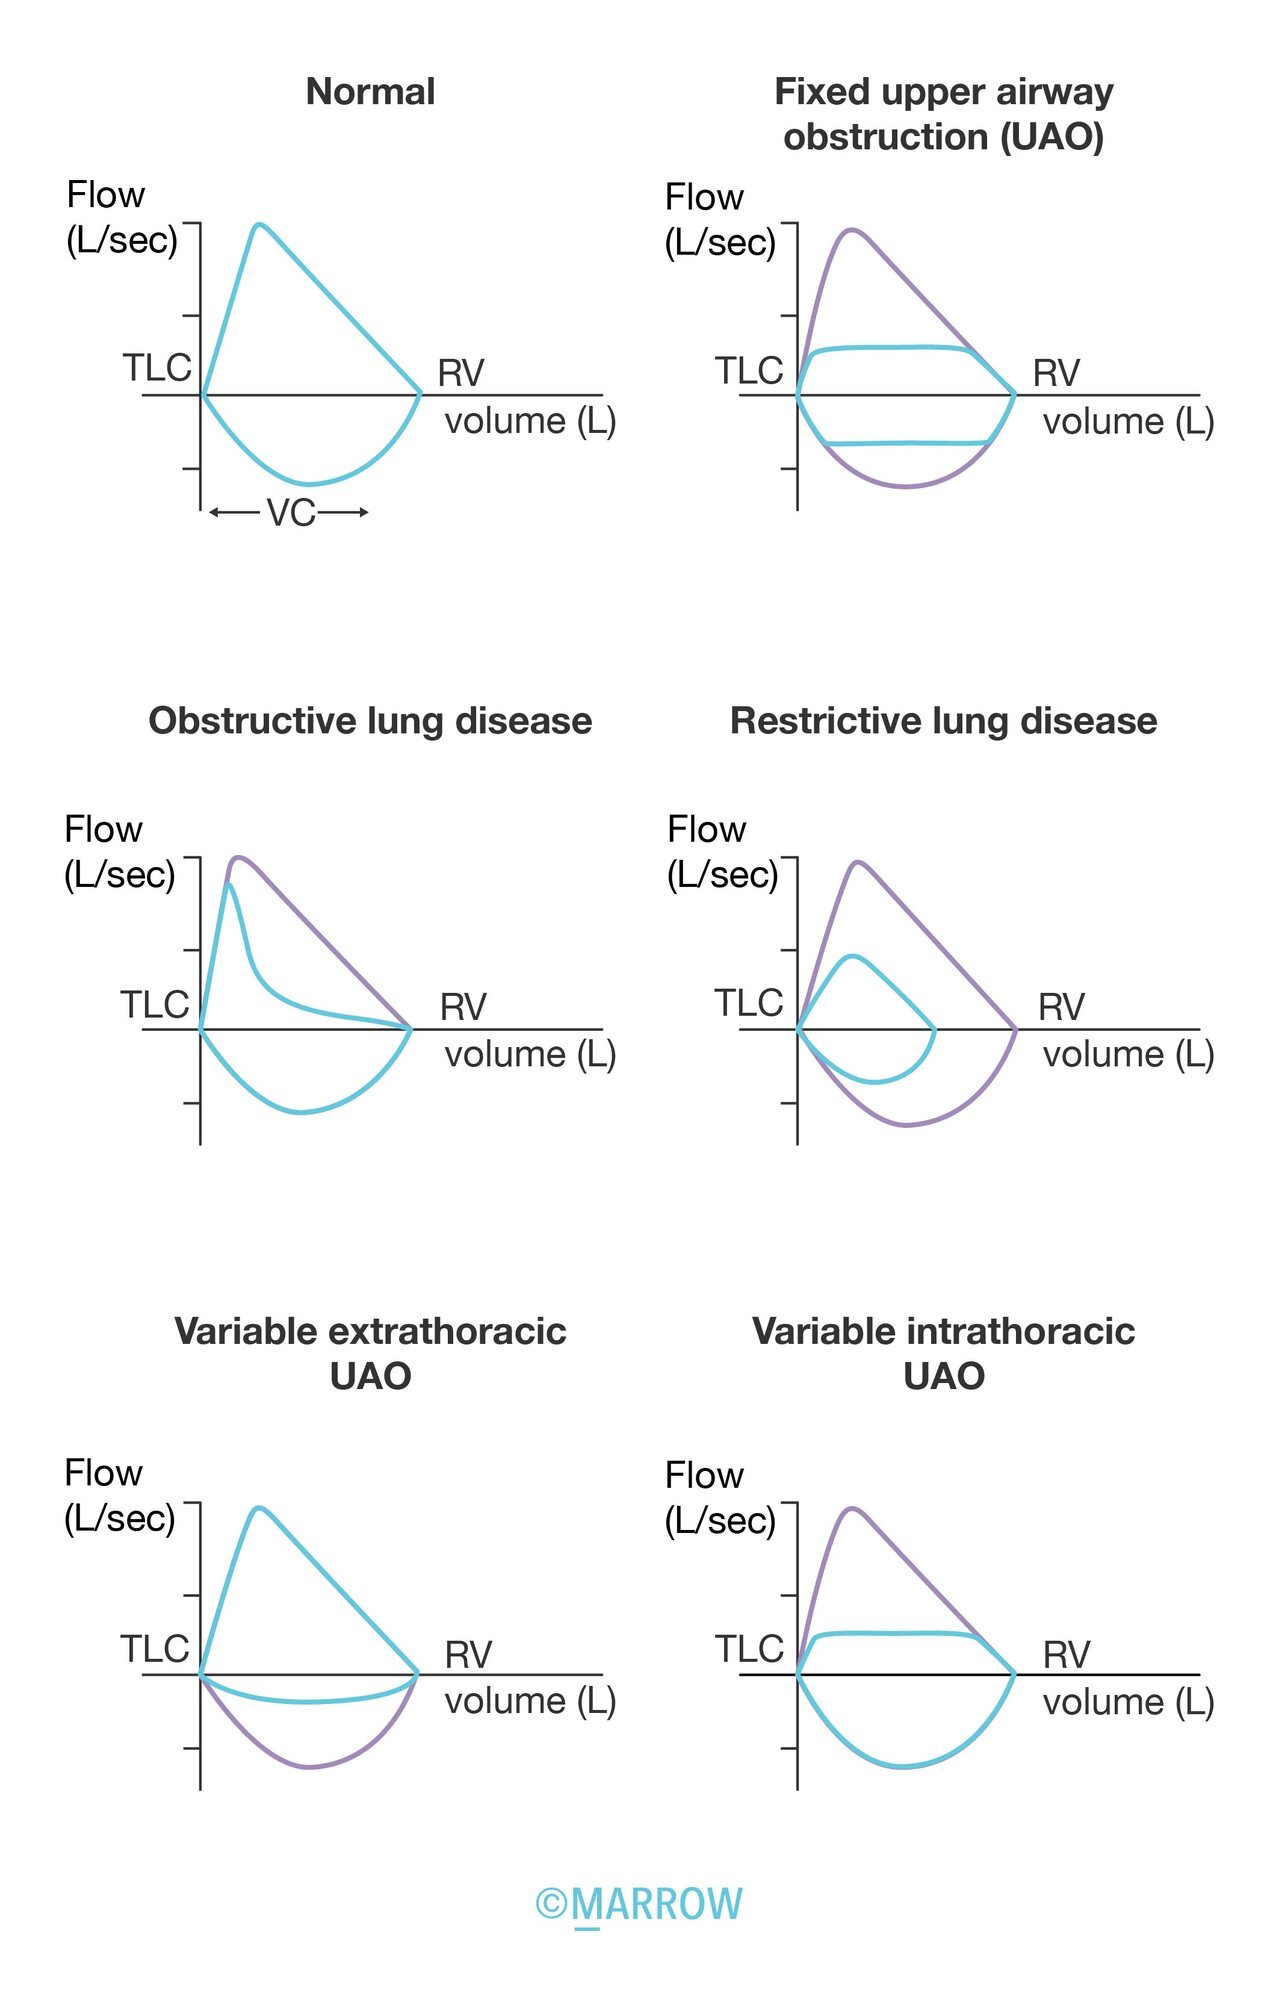 Normal
Flow
(L/sec)
TLC
RV
volume (L)
VC
Fixed upper airway
obstruction (UAO)
Flow
(L/sec)
TLC
RV
volume (L)
Obstructive lung disease
Flow
(L/sec)
TLC
RV
volume (L)
Restrictive lung disease
Flow
(L/sec)
TLC
RV
volume (L)
Variable extrathoracic
UAO
Flow
(L/sec)
TLC
RV
volume (L)
Variable intrathoracic
UAO
Flow
(L/sec)
TLC
RV
volume (L)
©MARROW